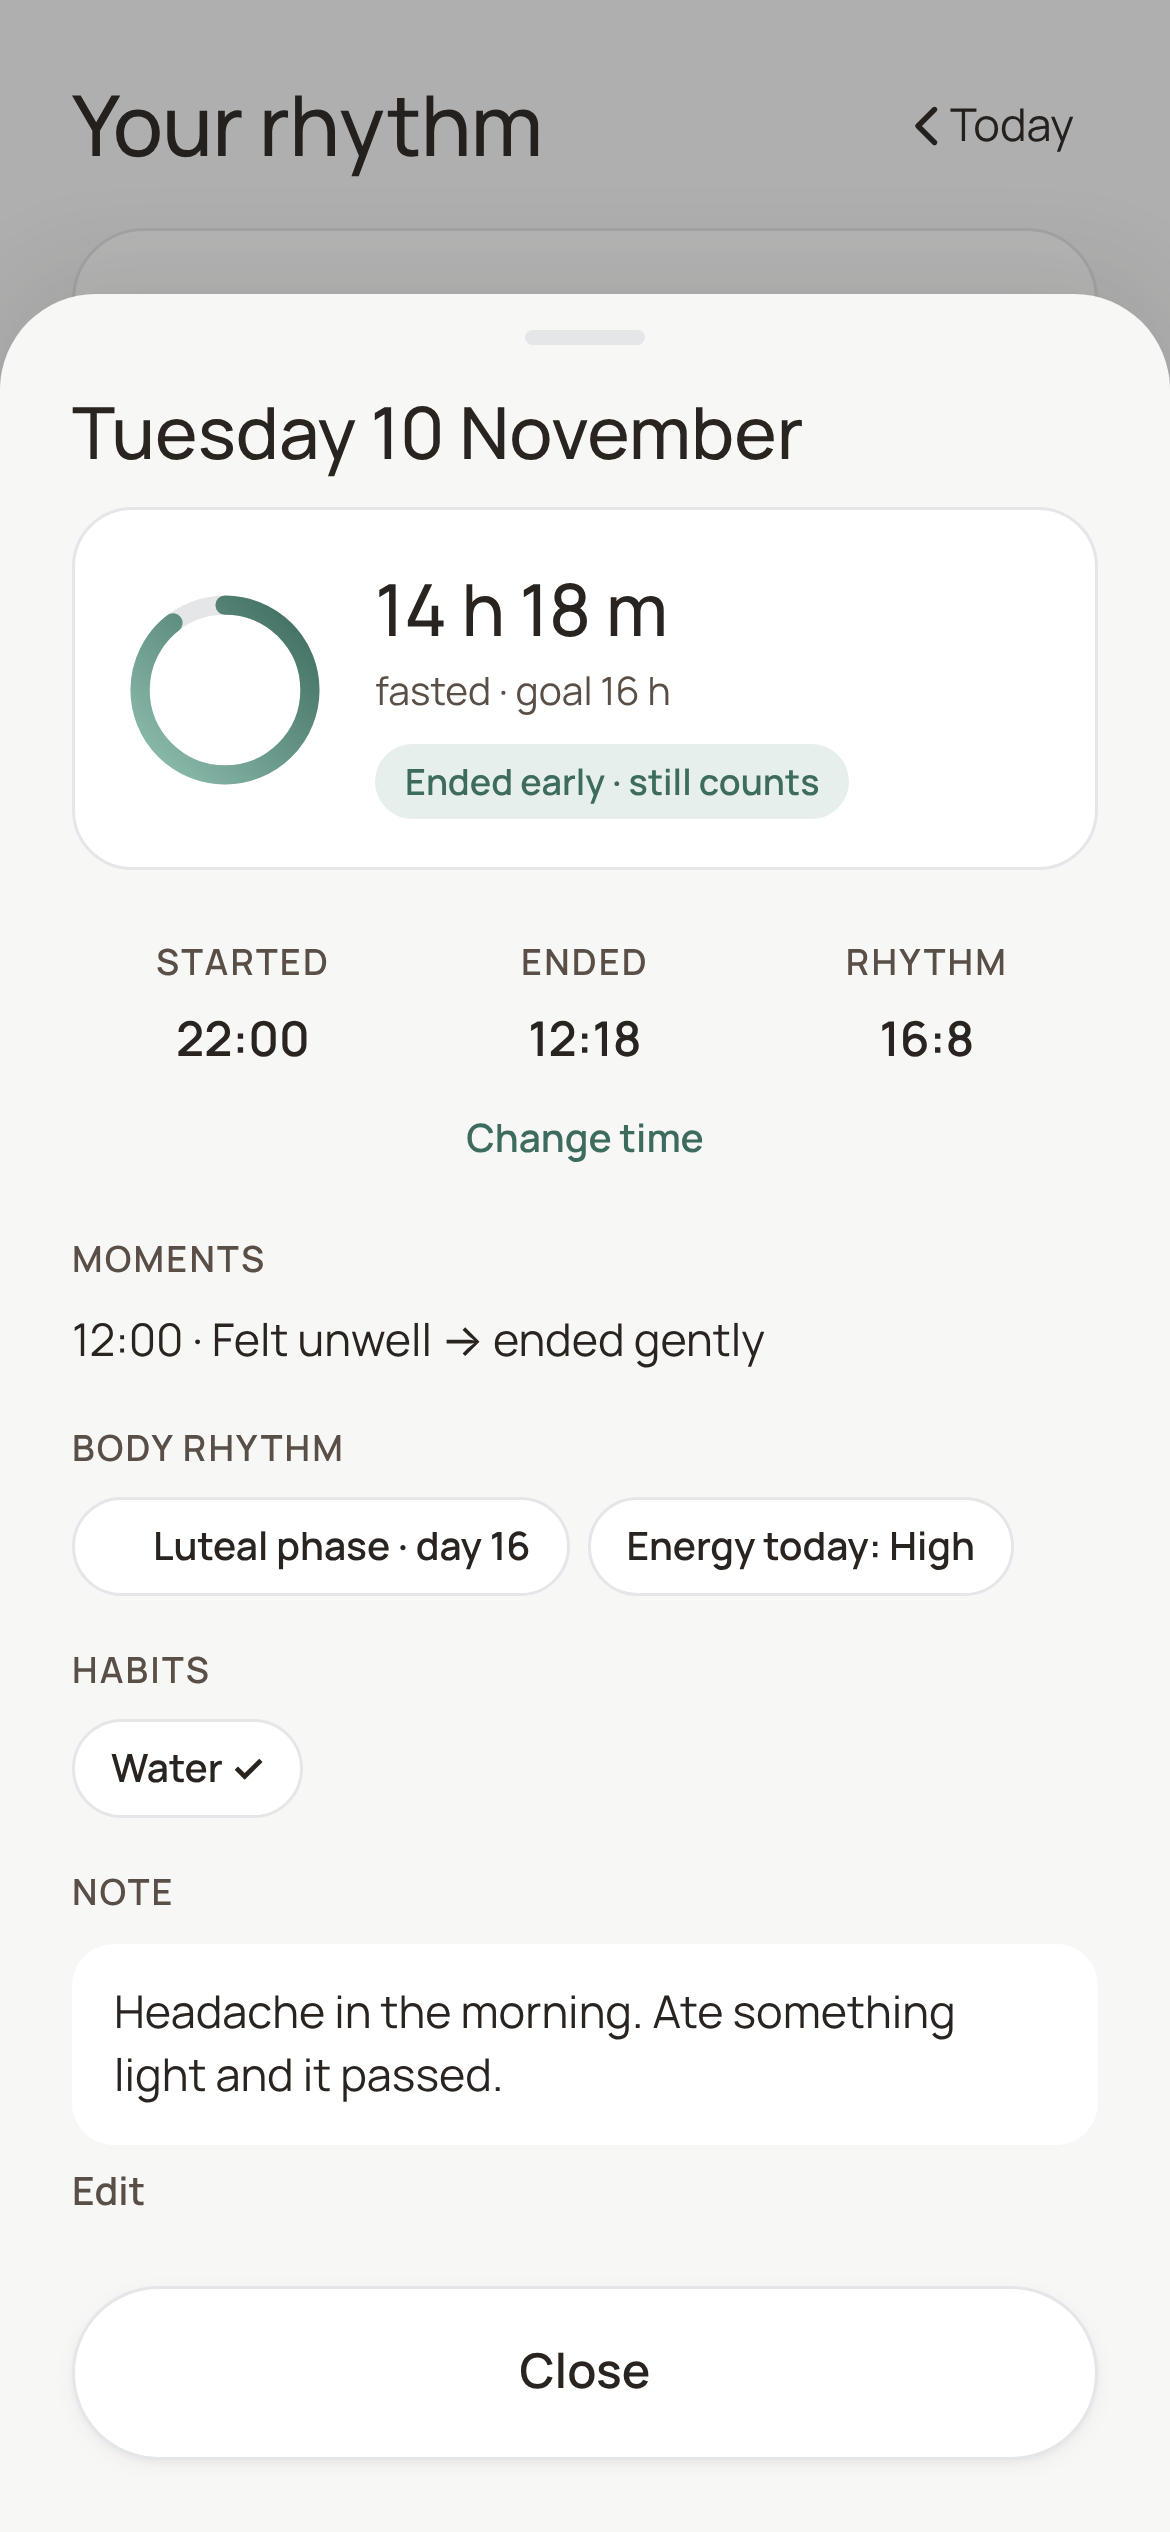 Your rhythm
Today
Tuesday 10 November
14 h 18 m
fasted · goal 16 h
Ended early · still counts
STARTED ENDED RHYTHM
22:00 12:18 16:8
Change time
MOMENTS
12:00 · Felt unwell → ended gently
BODY RHYTHM
Luteal phase · day 16 Energy today: High
HABITS
Water ✓
NOTE
Headache in the morning. Ate something
light and it passed.
Edit
Close